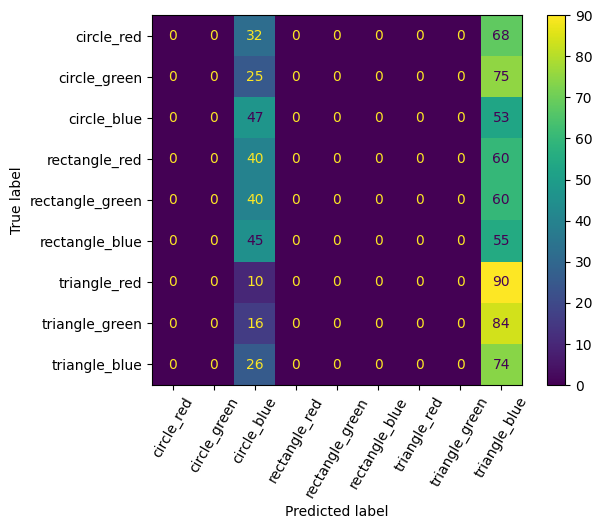 circle_red 0 0 32 0 0 0 0 0 68
circle_green 0 0 25 0 0 0 0 0 75
circle_blue 0 0 47 0 0 0 0 0 53
rectangle_red 0 0 40 0 0 0 0 0 60
rectangle_green 0 0 40 0 0 0 0 0 60
rectangle_blue 0 0 45 0 0 0 0 0 55
triangle_red 0 0 10 0 0 0 0 0 90
triangle_green 0 0 16 0 0 0 0 0 84
triangle_blue 0 0 26 0 0 0 0 0 74
True label
circle_red
circle_green
circle_blue
rectangle_red
rectangle_green
rectangle_blue
triangle_red
triangle_green
triangle_blue
Predicted label
90
80
70
60
50
40
30
20
10
0